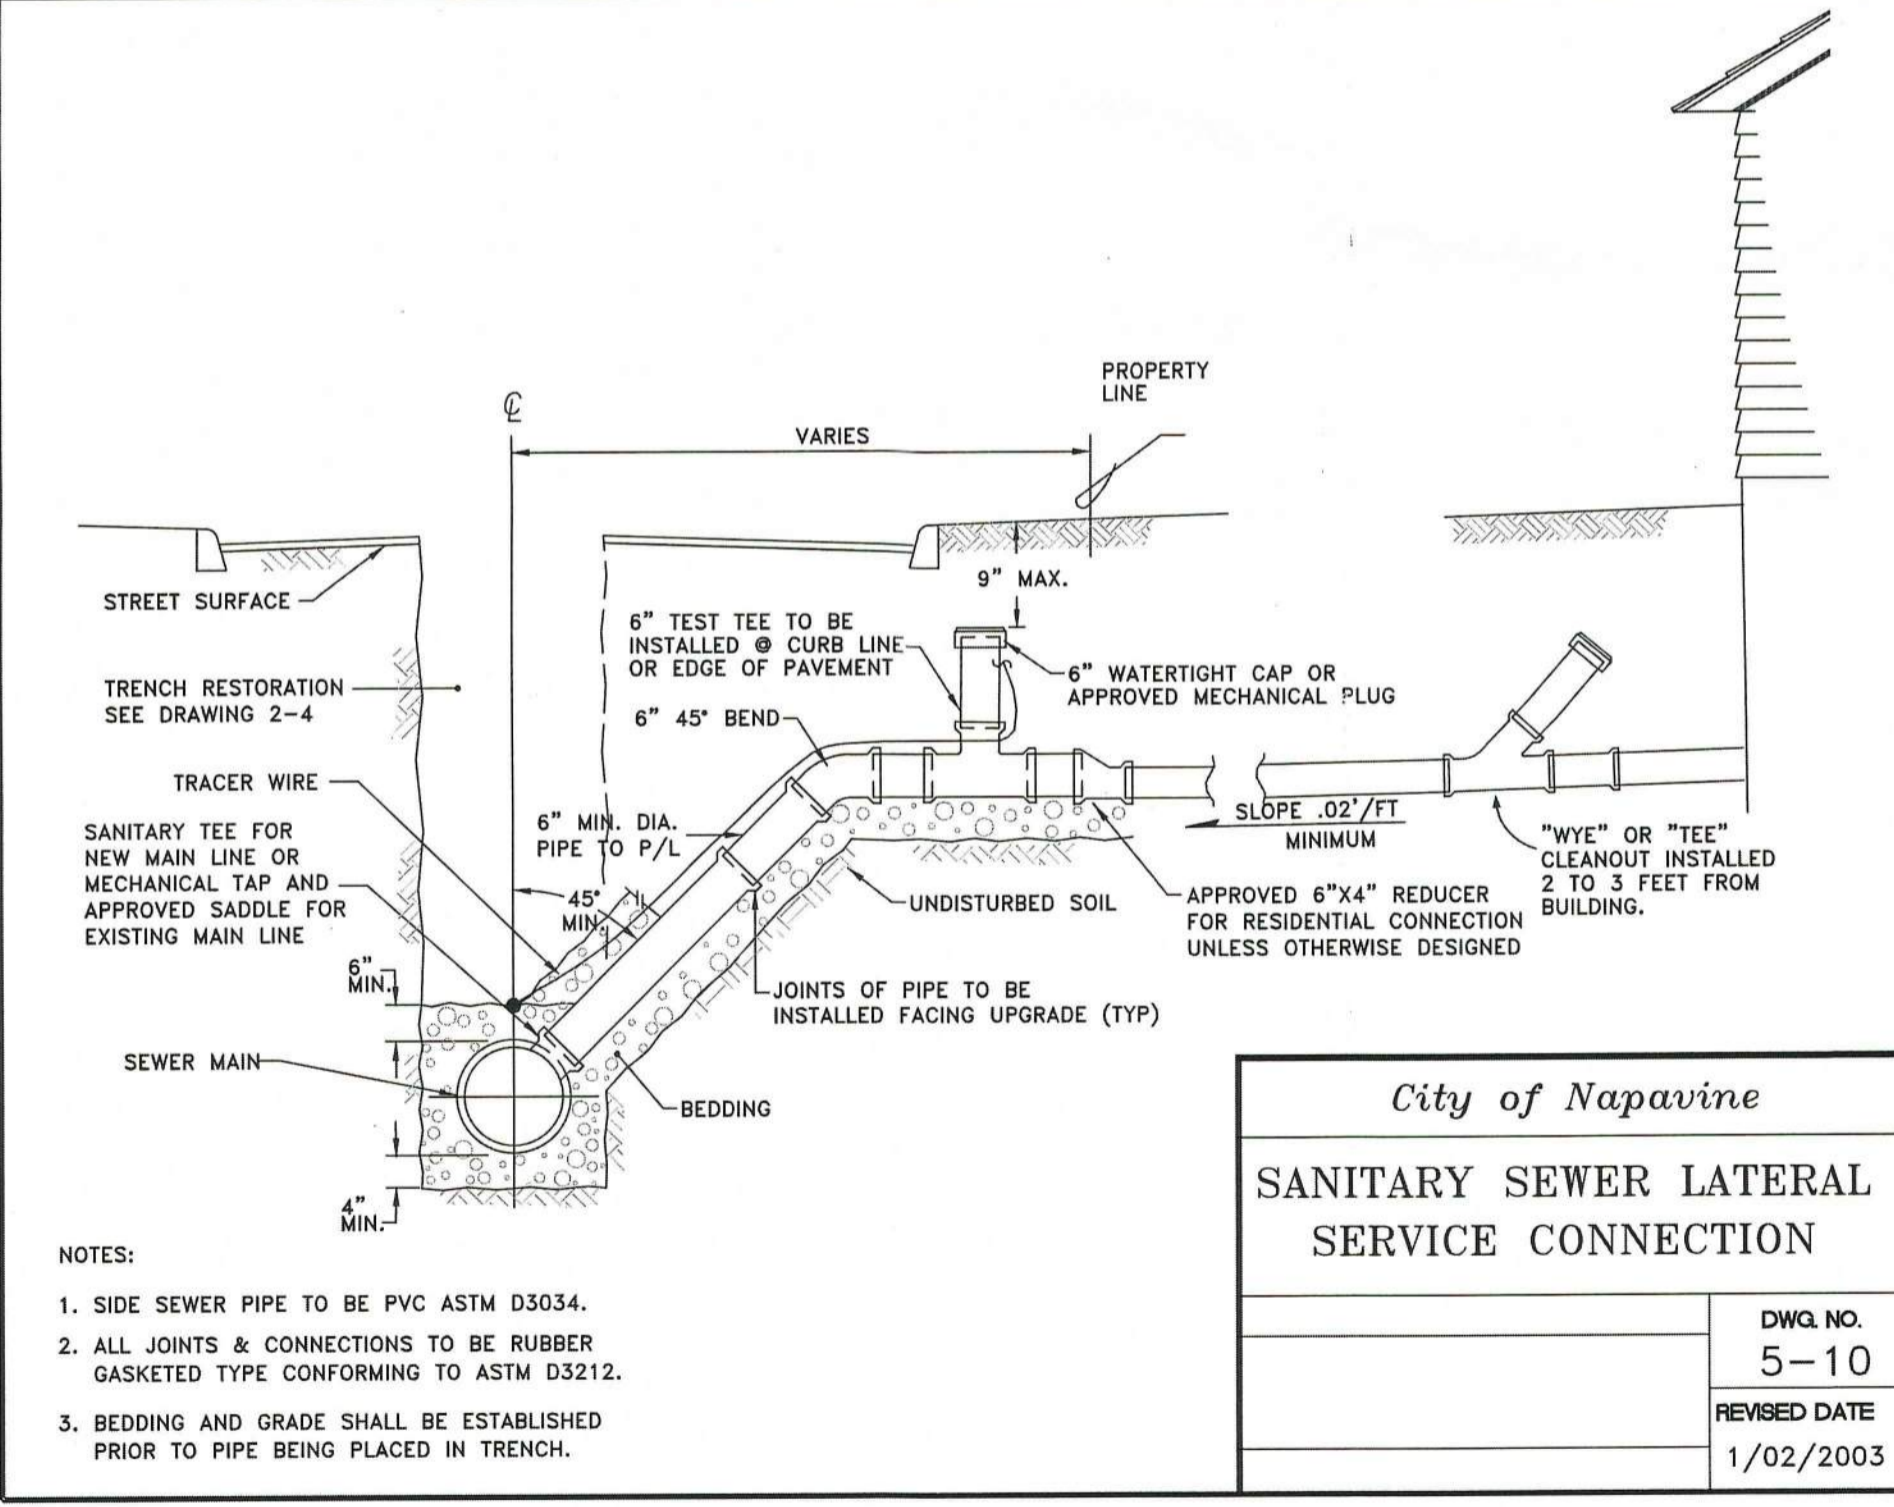 ℄
PROPERTY
LINE
VARIES
STREET SURFACE
9" MAX.
6" TEST TEE TO BE
INSTALLED @ CURB LINE
OR EDGE OF PAVEMENT
6" WATERTIGHT CAP OR
APPROVED MECHANICAL PLUG
TRENCH RESTORATION
SEE DRAWING 2-4
6" 45° BEND
TRACER WIRE
6" MIN. DIA.
PIPE TO P/L
SLOPE .02'/FT
MINIMUM
SANITARY TEE FOR
NEW MAIN LINE OR
MECHANICAL TAP AND
APPROVED SADDLE FOR
EXISTING MAIN LINE
"WYE" OR "TEE"
CLEANOUT INSTALLED
2 TO 3 FEET FROM
BUILDING.
45°
MIN.
UNDISTURBED SOIL
APPROVED 6"X4" REDUCER
FOR RESIDENTIAL CONNECTION
UNLESS OTHERWISE DESIGNED
6"
MIN.
JOINTS OF PIPE TO BE
INSTALLED FACING UPGRADE (TYP)
SEWER MAIN
BEDDING
4"
MIN.
NOTES:
1. SIDE SEWER PIPE TO BE PVC ASTM D3034.
2. ALL JOINTS & CONNECTIONS TO BE RUBBER
GASKETED TYPE CONFORMING TO ASTM D3212.
3. BEDDING AND GRADE SHALL BE ESTABLISHED
PRIOR TO PIPE BEING PLACED IN TRENCH.
City of Napavine
SANITARY SEWER LATERAL
SERVICE CONNECTION
DWG. NO.
5-10
REVISED DATE
1/02/2003